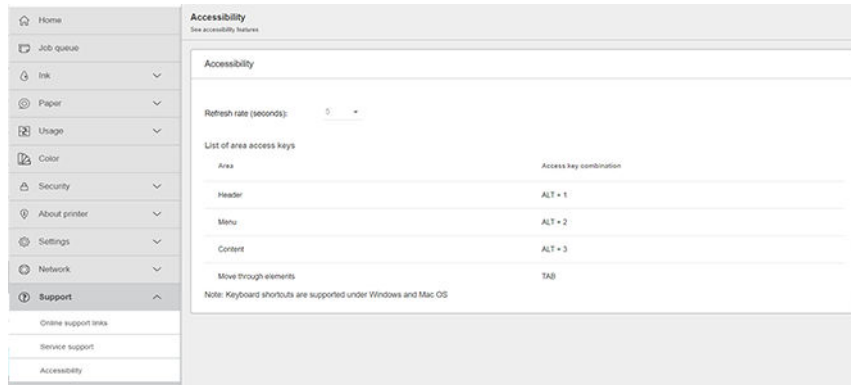 Home
Job queue
Ink
Paper
Usage
Color
Security
About printer
Settings
Network
Support
Online support links
Service support
Accessibility
Accessibility
See accessibility features
Accessibility
Refresh rate (seconds): 5
List of area access keys
Area Access key combination
Header ALT + 1
Menu ALT + 2
Content ALT + 3
Move through elements TAB
Note: Keyboard shortcuts are supported under Windows and Mac OS